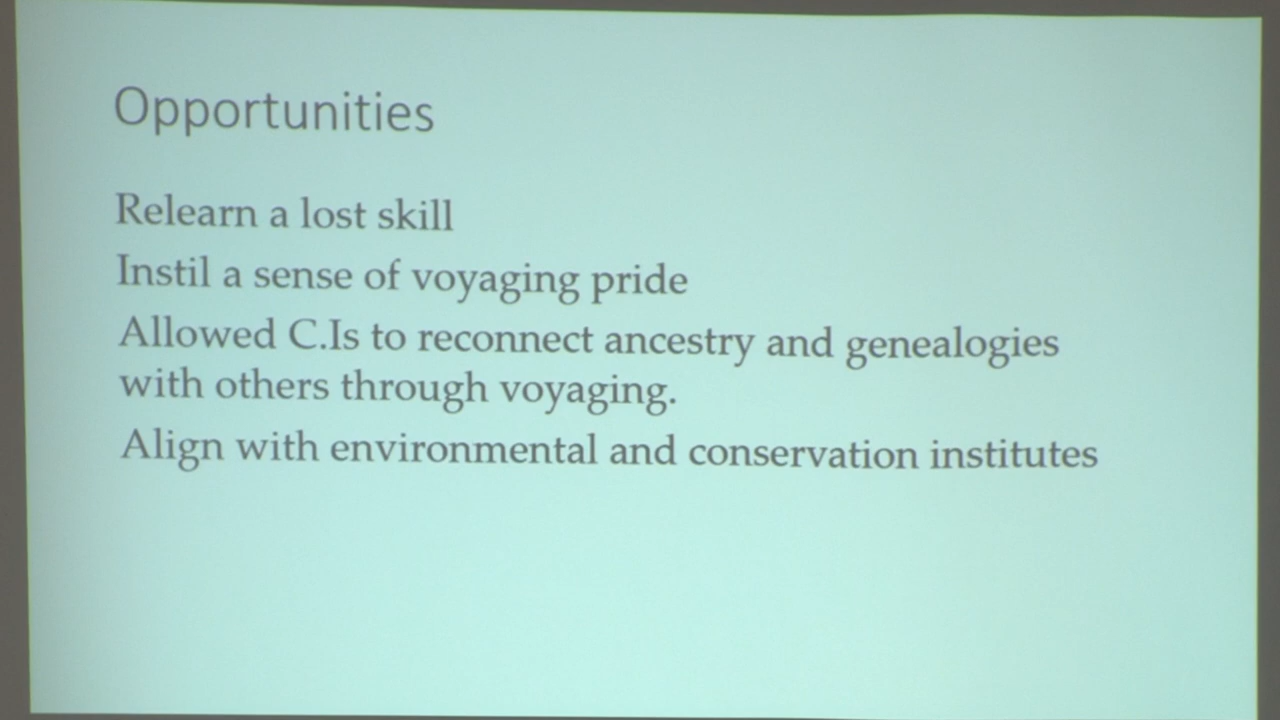 Opportunities
Relearn a lost skill
Instil a sense of voyaging pride
Allowed C.Is to reconnect ancestry and genealogies
with others through voyaging.
Align with environmental and conservation institutes